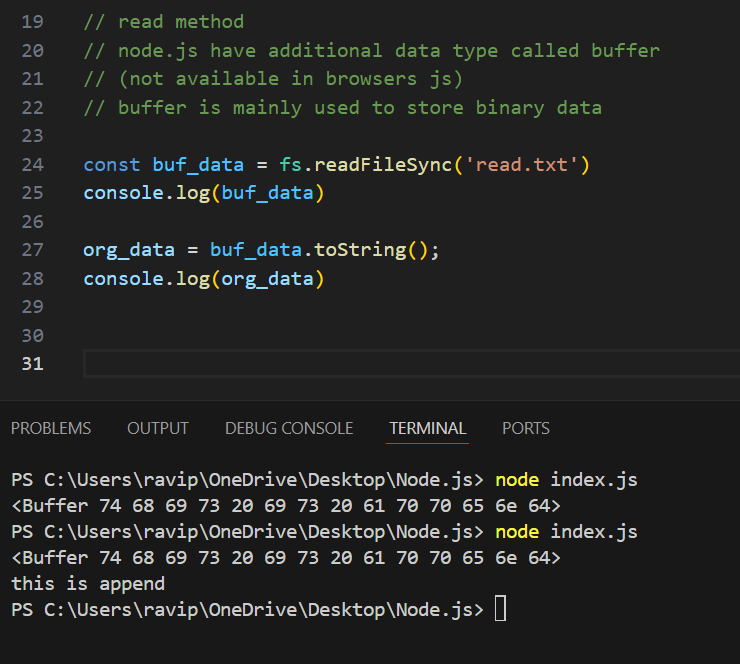 19 // read method
20 // node.js have additional data type called buffer
21 // (not available in browsers js)
22 // buffer is mainly used to store binary data
23
24 const buf_data = fs.readFileSync('read.txt')
25 console.log(buf_data)
26
27 org_data = buf_data.toString();
28 console.log(org_data)
29
30
31
PROBLEMS OUTPUT DEBUG CONSOLE TERMINAL PORTS
PS C:\Users\ravip\OneDrive\Desktop\Node.js> node index.js
<Buffer 74 68 69 73 20 69 73 20 61 70 70 65 6e 64>
PS C:\Users\ravip\OneDrive\Desktop\Node.js> node index.js
<Buffer 74 68 69 73 20 69 73 20 61 70 70 65 6e 64>
this is append
PS C:\Users\ravip\OneDrive\Desktop\Node.js>